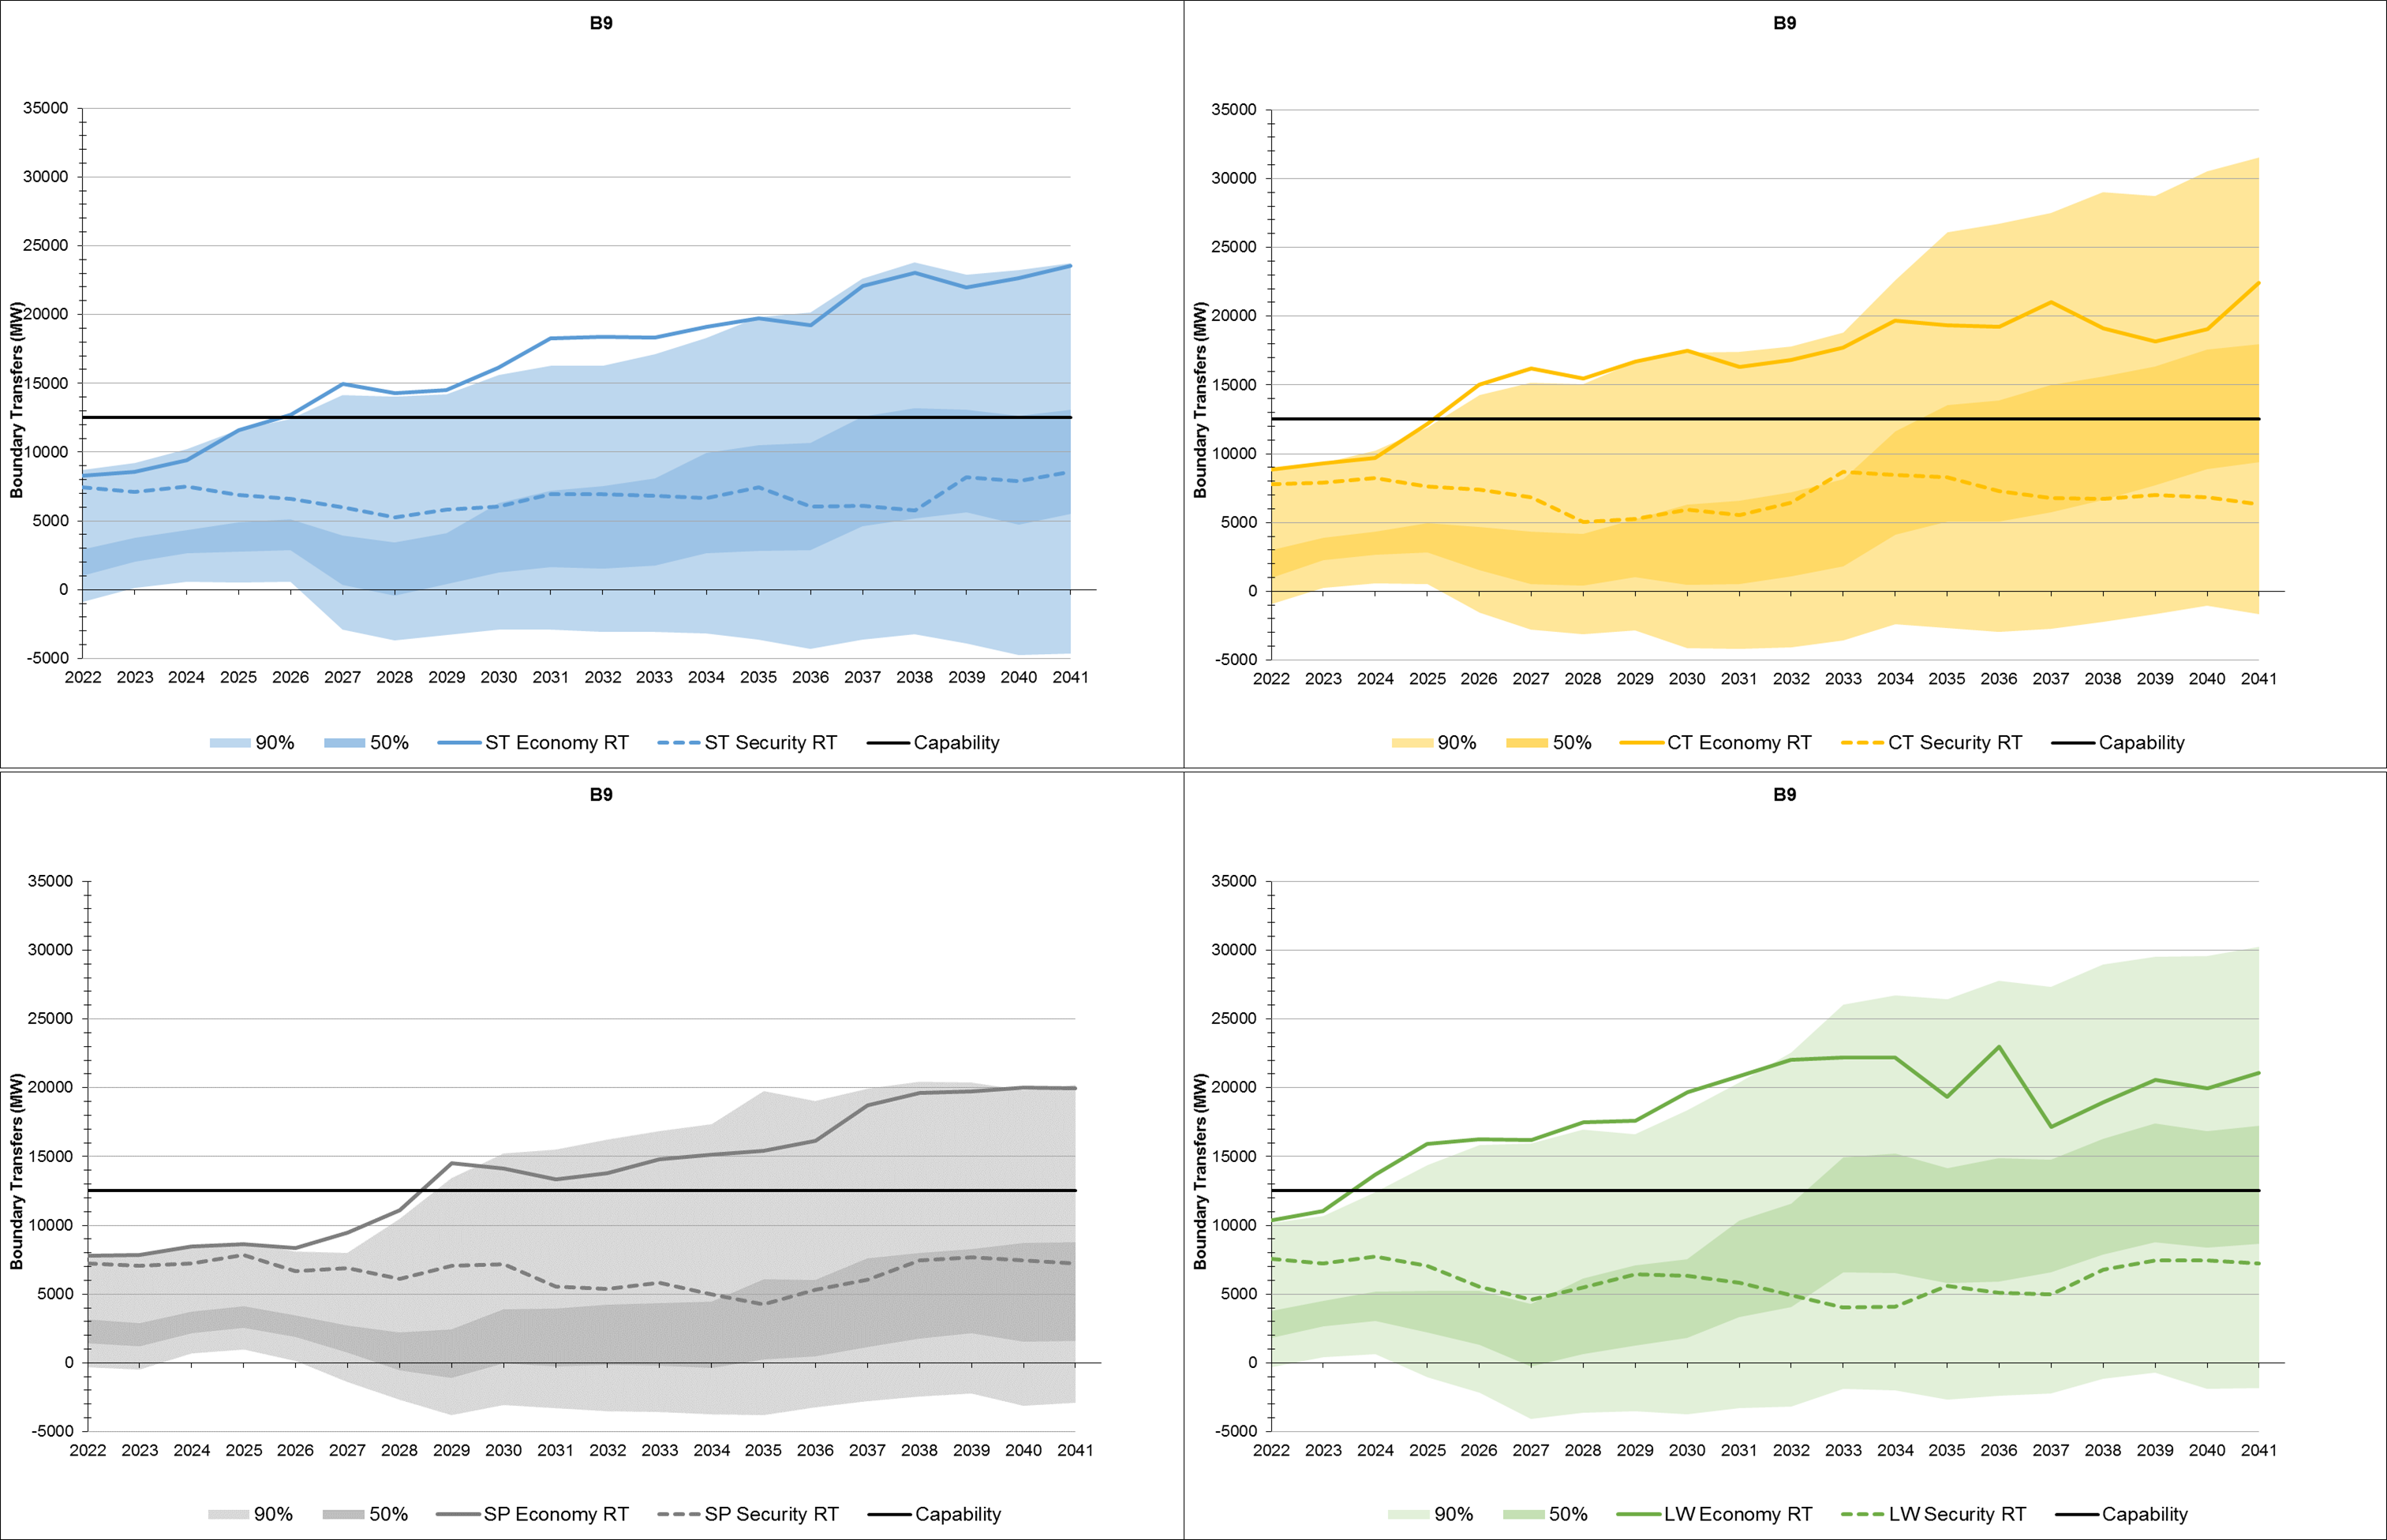 B9
Boundary Transfers (MW)
35000
30000
25000
20000
15000
10000
5000
0
-5000
2022 2023 2024 2025 2026 2027 2028 2029 2030 2031 2032 2033 2034 2035 2036 2037 2038 2039 2040 2041
90% 50% ST Economy RT ST Security RT Capability
B9
Boundary Transfers (MW)
35000
30000
25000
20000
15000
10000
5000
0
-5000
2022 2023 2024 2025 2026 2027 2028 2029 2030 2031 2032 2033 2034 2035 2036 2037 2038 2039 2040 2041
90% 50% CT Economy RT CT Security RT Capability
B9
Boundary Transfers (MW)
35000
30000
25000
20000
15000
10000
5000
0
-5000
2022 2023 2024 2025 2026 2027 2028 2029 2030 2031 2032 2033 2034 2035 2036 2037 2038 2039 2040 2041
90% 50% SP Economy RT SP Security RT Capability
B9
Boundary Transfers (MW)
35000
30000
25000
20000
15000
10000
5000
0
-5000
2022 2023 2024 2025 2026 2027 2028 2029 2030 2031 2032 2033 2034 2035 2036 2037 2038 2039 2040 2041
90% 50% LW Economy RT LW Security RT Capability